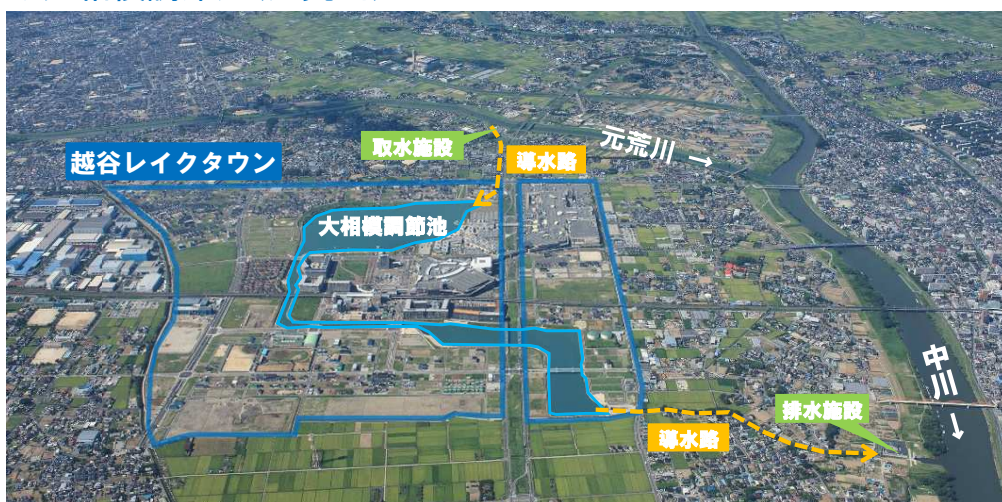 取水施設
元荒川 →
導水路
越谷レイクタウン
大相模調節池
中川 →
排水施設
導水路